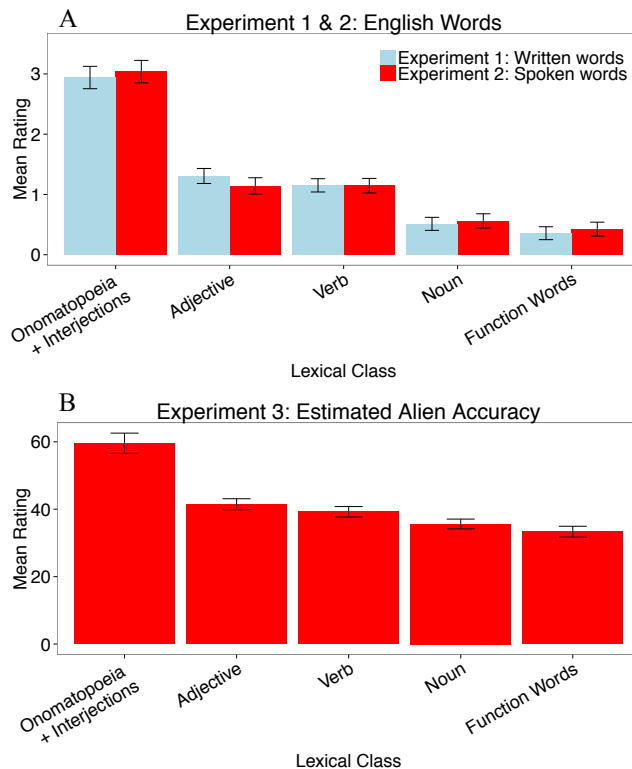 A
Experiment 1 & 2: English Words
Experiment 1: Written words
Experiment 2: Spoken words
Mean Rating
3
2
1
0
Onomatopoeia
+ Interjections
Adjective
Verb
Noun
Function Words
Lexical Class
B
Experiment 3: Estimated Alien Accuracy
Mean Rating
60
40
20
0
Onomatopoeia
+ Interjections
Adjective
Verb
Noun
Function Words
Lexical Class